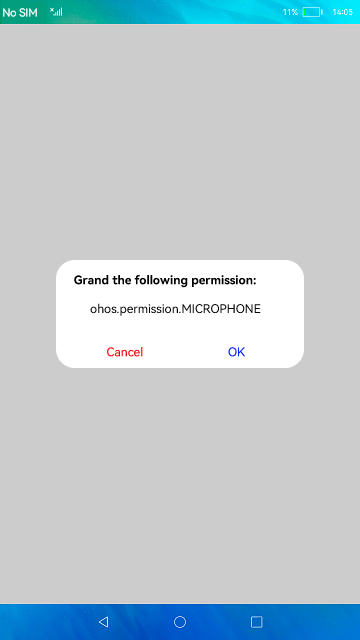 No SIM 11% 14:05
Grand the following permission:
ohos.permission.MICROPHONE
Cancel OK